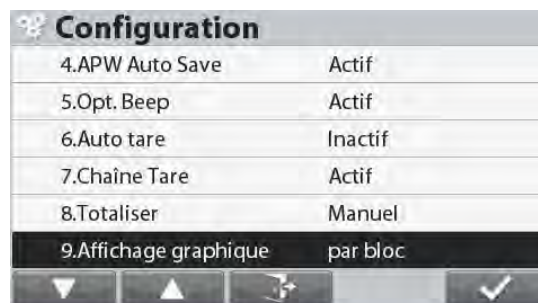 Configuration
4.APW Auto Save Actif
5.Opt. Beep Actif
6.Auto tare Inactif
7.Chaîne Tare Actif
8.Totaliser Manuel
9.Affichage graphique par bloc